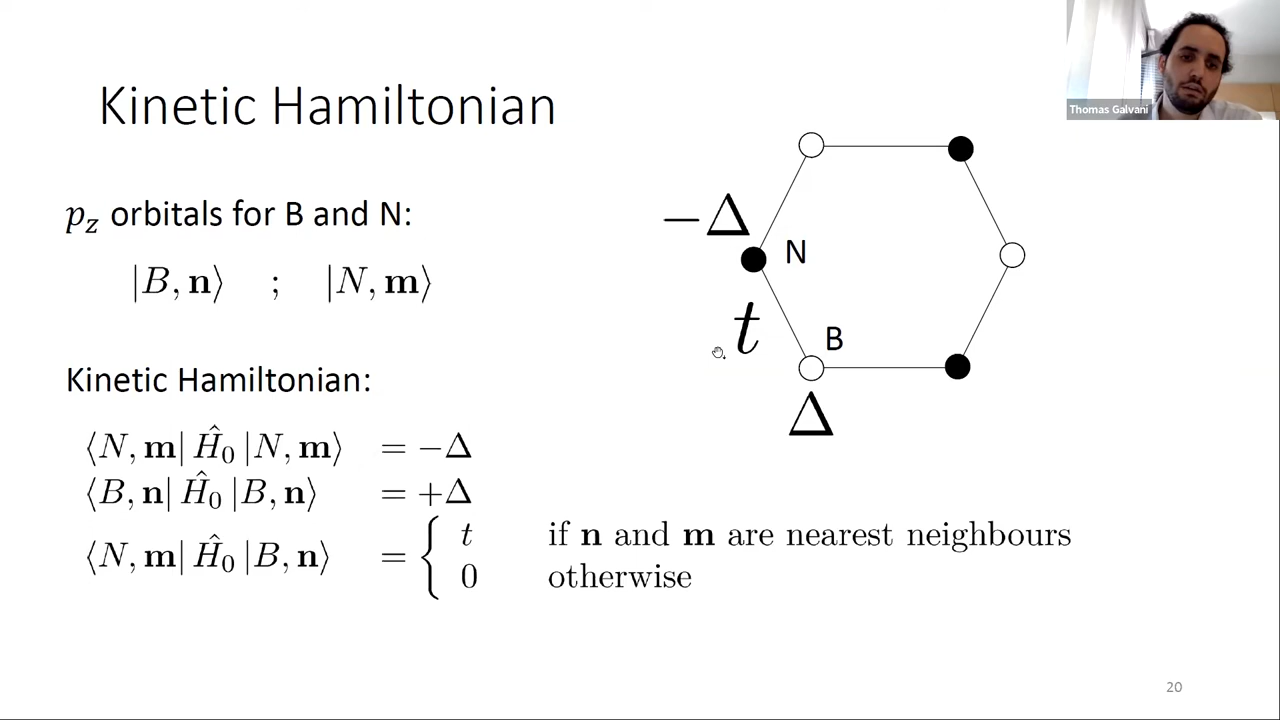 Kinetic Hamiltonian
Thomas Galvani
p_z orbitals for B and N:
|B, n⟩ ; |N, m⟩
−Δ
N
t
B
Δ
Kinetic Hamiltonian:
⟨N, m| Ĥ₀ |N, m⟩ = −Δ
⟨B, n| Ĥ₀ |B, n⟩ = +Δ
⟨N, m| Ĥ₀ |B, n⟩ = { t if n and m are nearest neighbours
0 otherwise
20